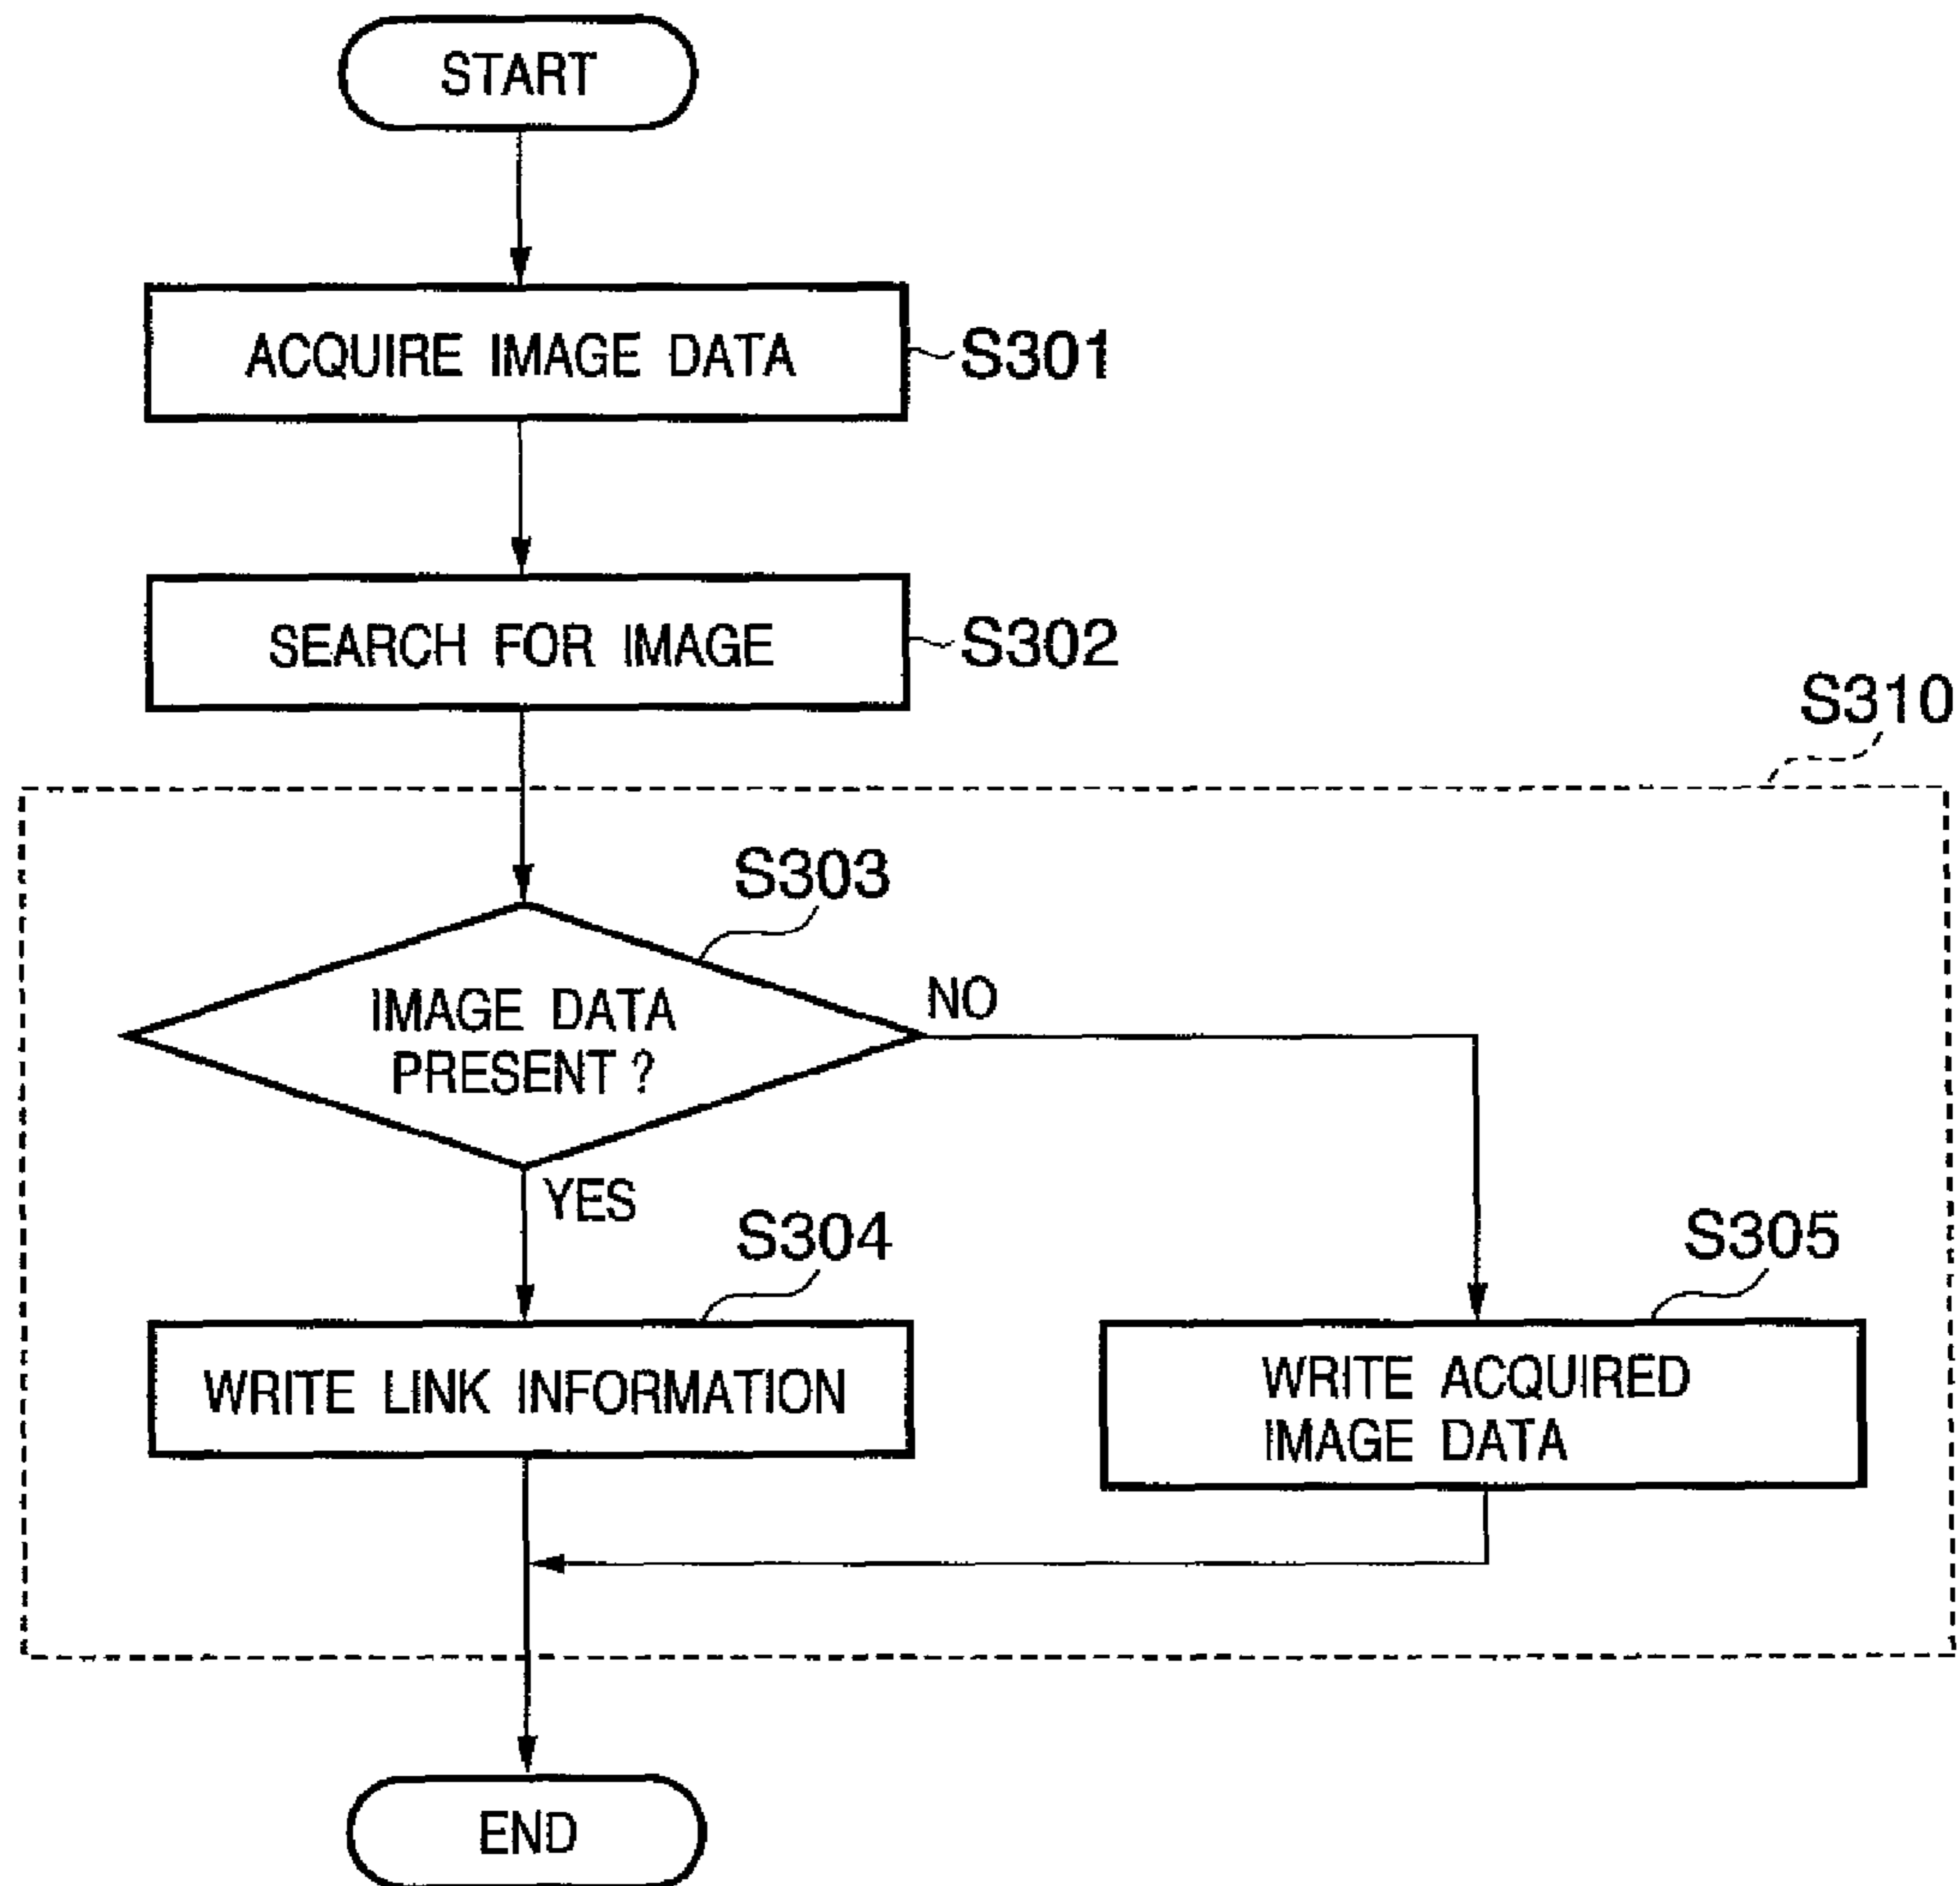 START
ACQUIRE IMAGE DATA
S301
SEARCH FOR IMAGE
S302
S310
S303
IMAGE DATA
PRESENT ?
NO
YES
S304
WRITE LINK INFORMATION
S305
WRITE ACQUIRED
IMAGE DATA
END